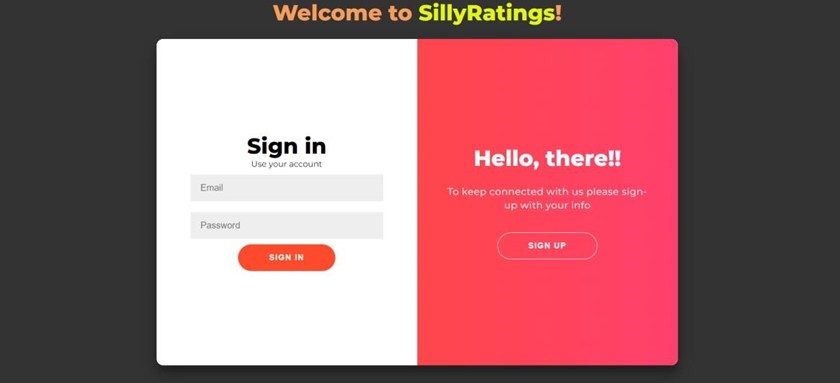 Welcome to SillyRatings!
Sign in
Use your account
Email
Password
SIGN IN
Hello, there!!
To keep connected with us please sign-
up with your info
SIGN UP